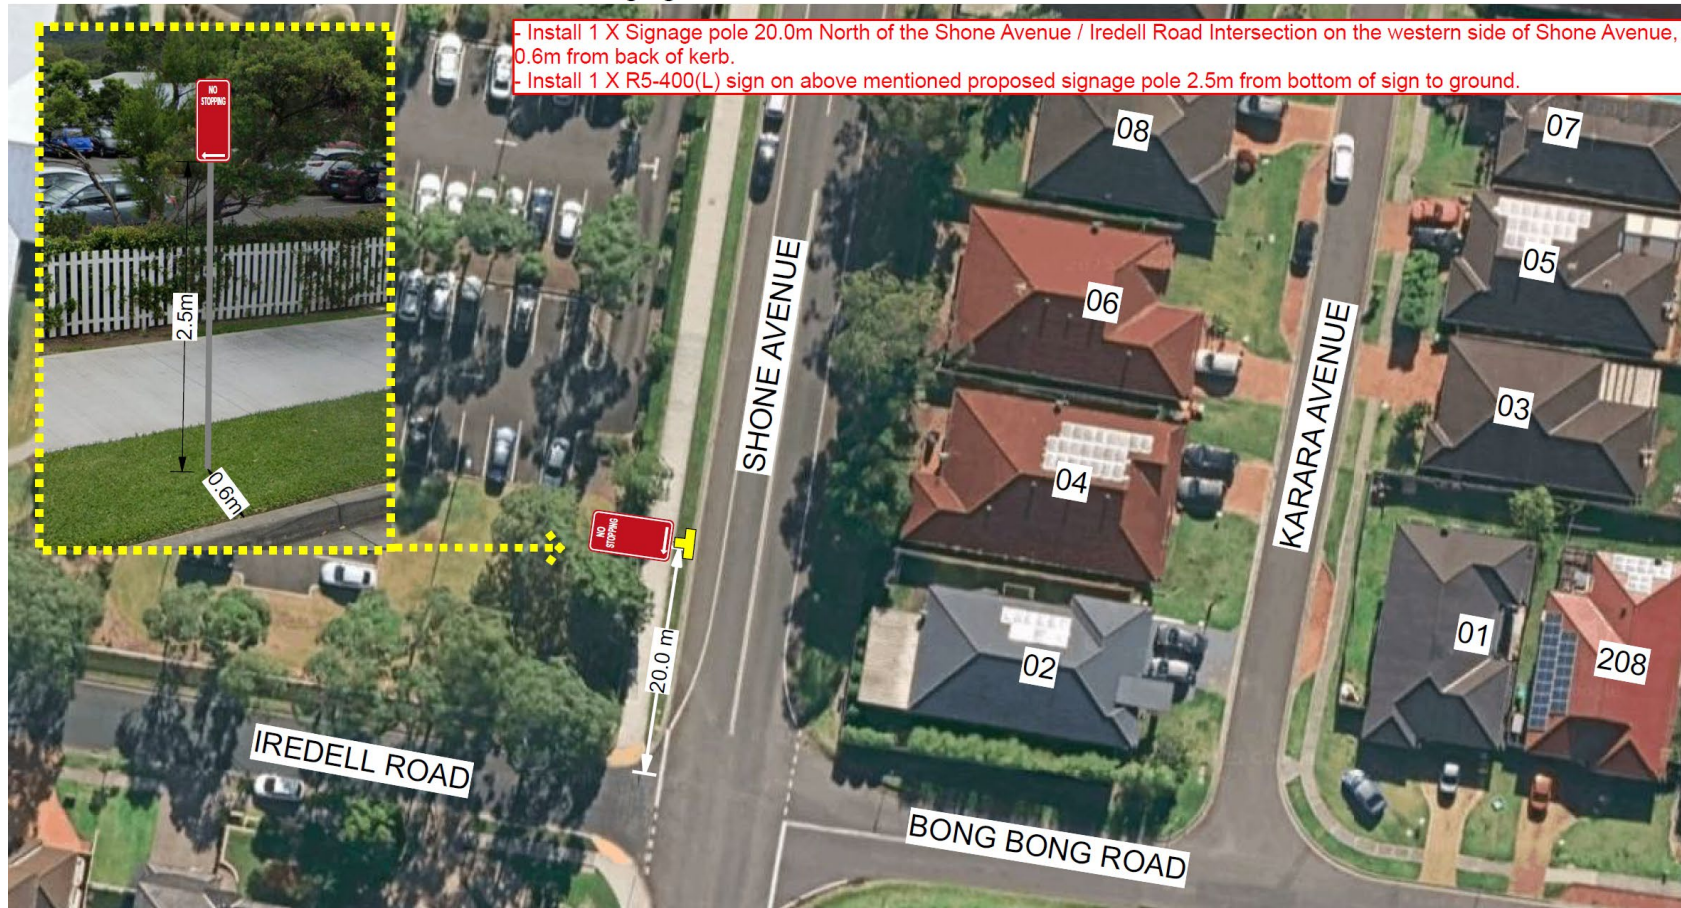 - Install 1 X Signage pole 20.0m North of the Shone Avenue / Iredell Road Intersection on the western side of Shone Avenue,
0.6m from back of kerb.
- Install 1 X R5-400(L) sign on above mentioned proposed signage pole 2.5m from bottom of sign to ground.
NO
STOPPING
2.5m
0.6m
08
07
SHONE AVENUE
06
05
KARARA AVENUE
04
03
NO
STOPPING
20.0 m
02
01
208
IREDELL ROAD
BONG BONG ROAD